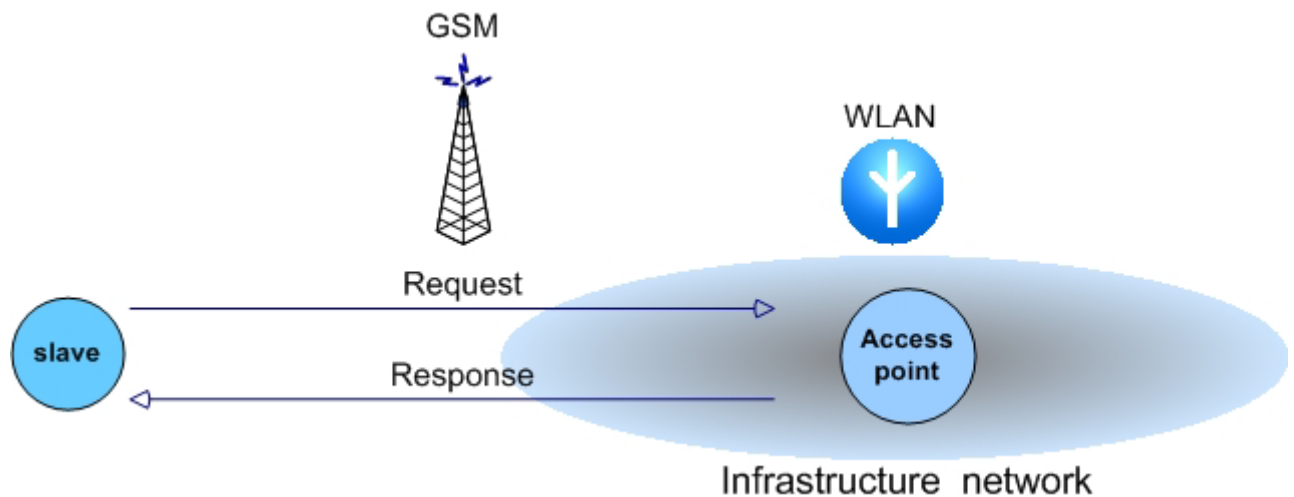 GSM
WLAN
Request
slave
Access
point
Response
Infrastructure network